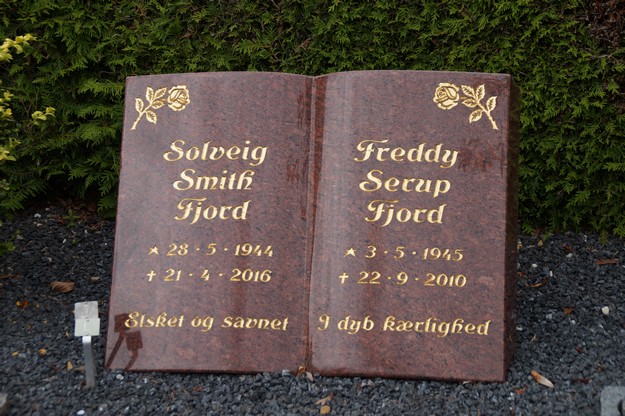 Solveig
Smith
Fjord
★ 28 · 5 · 1944
✝ 21 · 4 · 2016
Elsket og savnet
Freddy
Serup
Fjord
★ 3 · 5 · 1945
✝ 22 · 9 · 2010
I dyb kærlighed